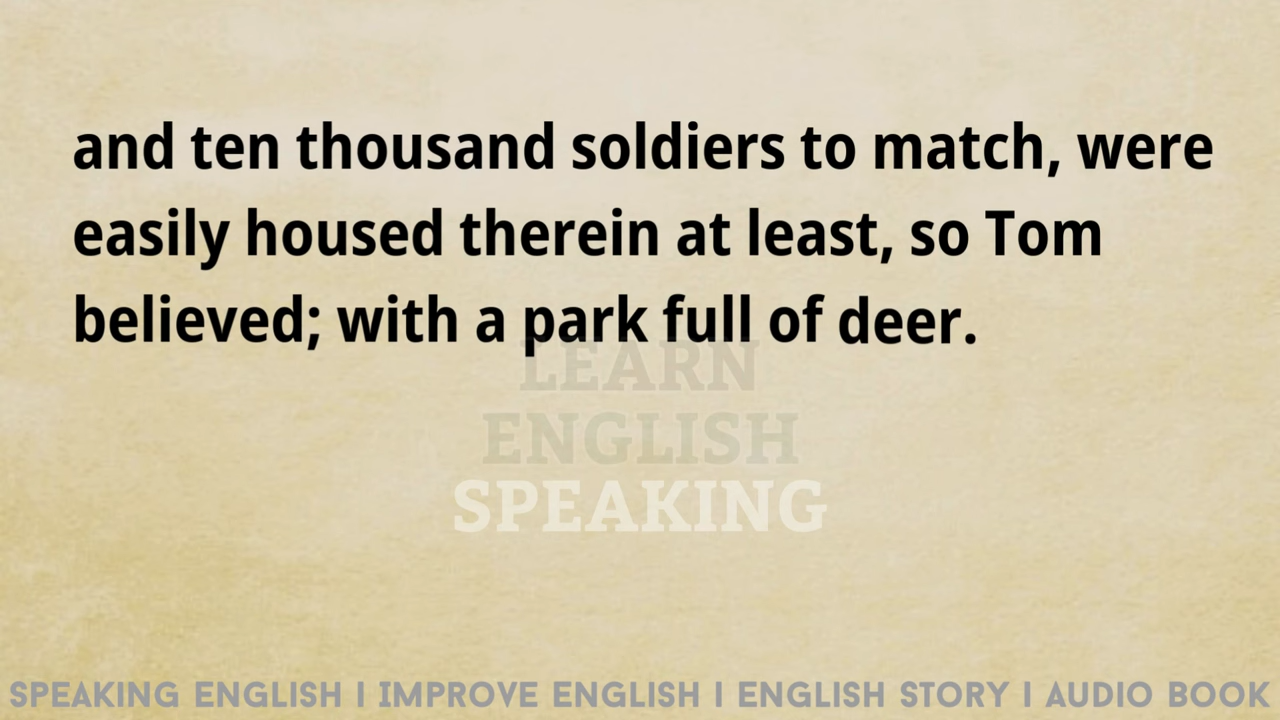 and ten thousand soldiers to match, were
easily housed therein at least, so Tom
believed; with a park full of deer.
LEARN
ENGLISH
SPEAKING
SPEAKING ENGLISH | IMPROVE ENGLISH | ENGLISH STORY | AUDIO BOOK